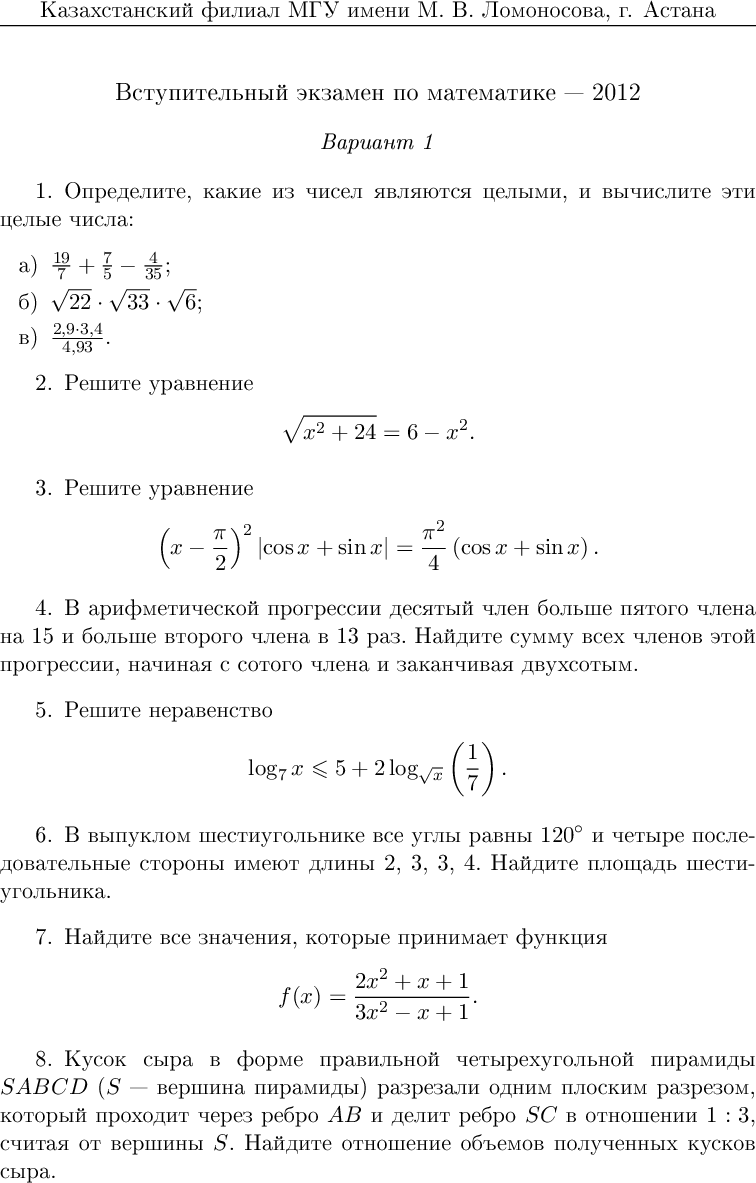 Казахстанский филиал МГУ имени М. В. Ломоносова, г. Астана
Вступительный экзамен по математике — 2012
Вариант 1
1. Определите, какие из чисел являются целыми, и вычислите эти
целые числа:
а) $\frac{19}{7} + \frac{7}{5} - \frac{4}{35}$;
б) $\sqrt{22} \cdot \sqrt{33} \cdot \sqrt{6}$;
в) $\frac{2,9 \cdot 3,4}{4,93}$.
2. Решите уравнение
$\sqrt{x^2 + 24} = 6 - x^2.$
3. Решите уравнение
$\left(x - \frac{\pi}{2}\right)^2 |\cos x + \sin x| = \frac{\pi^2}{4} (\cos x + \sin x).$
4. В арифметической прогрессии десятый член больше пятого члена
на 15 и больше второго члена в 13 раз. Найдите сумму всех членов этой
прогрессии, начиная с сотого члена и заканчивая двухсотым.
5. Решите неравенство
$\log_7 x \leqslant 5 + 2 \log_{\sqrt{x}} \left(\frac{1}{7}\right).$
6. В выпуклом шестиугольнике все углы равны 120° и четыре после-
довательные стороны имеют длины 2, 3, 3, 4. Найдите площадь шести-
угольника.
7. Найдите все значения, которые принимает функция
$f(x) = \frac{2x^2 + x + 1}{3x^2 - x + 1}.$
8. Кусок сыра в форме правильной четырехугольной пирамиды
SABCD (S — вершина пирамиды) разрезали одним плоским разрезом,
который проходит через ребро AB и делит ребро SC в отношении 1 : 3,
считая от вершины S. Найдите отношение объемов полученных кусков
сыра.